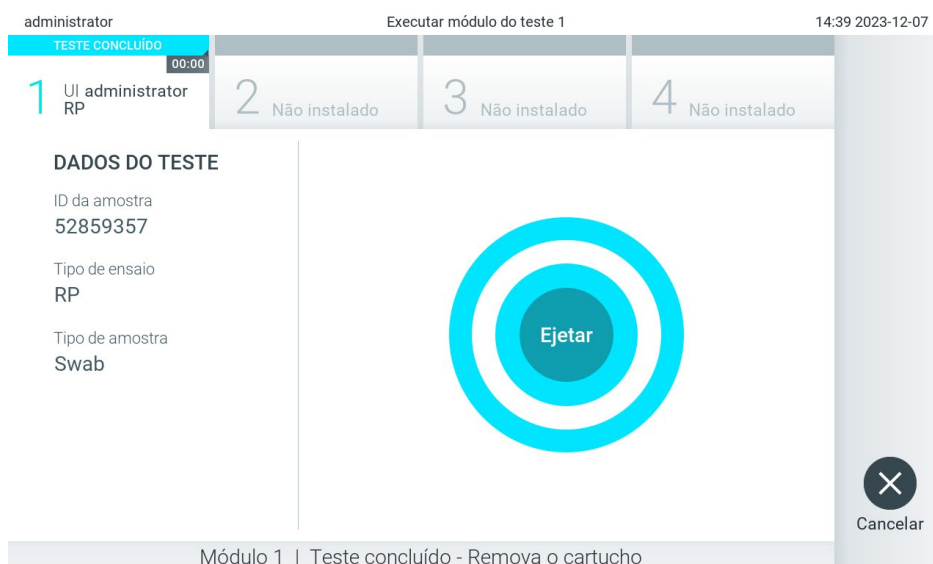 administrator
Executar módulo do teste 1
14:39 2023-12-07
TESTE CONCLUÍDO
00:00
1
UI administrator
RP
2 Não instalado
3 Não instalado
4 Não instalado
DADOS DO TESTE
ID da amostra
52859357
Tipo de ensaio
RP
Tipo de amostra
Swab
Ejetar
Cancelar
Módulo 1 | Teste concluído - Remova o cartucho